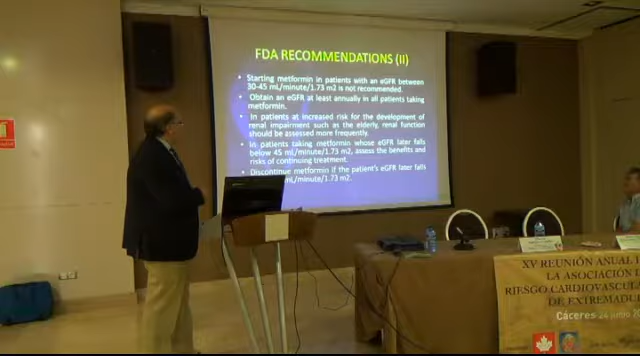 FDA RECOMMENDATIONS (II)
• Starting metformin in patients with an eGFR between
30-45 mL/minute/1.73 m2 is not recommended.
• Obtain an eGFR at least annually in all patients taking
metformin.
• In patients at increased risk for the development of
renal impairment such as the elderly, renal function
should be assessed more frequently.
• In patients taking metformin whose eGFR later falls
below 45 mL/minute/1.73 m2, assess the benefits and
risks of continuing treatment.
• Discontinue metformin if the patient's eGFR later falls
mL/minute/1.73 m2.
XV REUNIÓN ANUAL
LA ASOCIACIÓN
RIESGO CARDIOVASCULA
DE EXTREMADU
Cáceres 24 junio 20